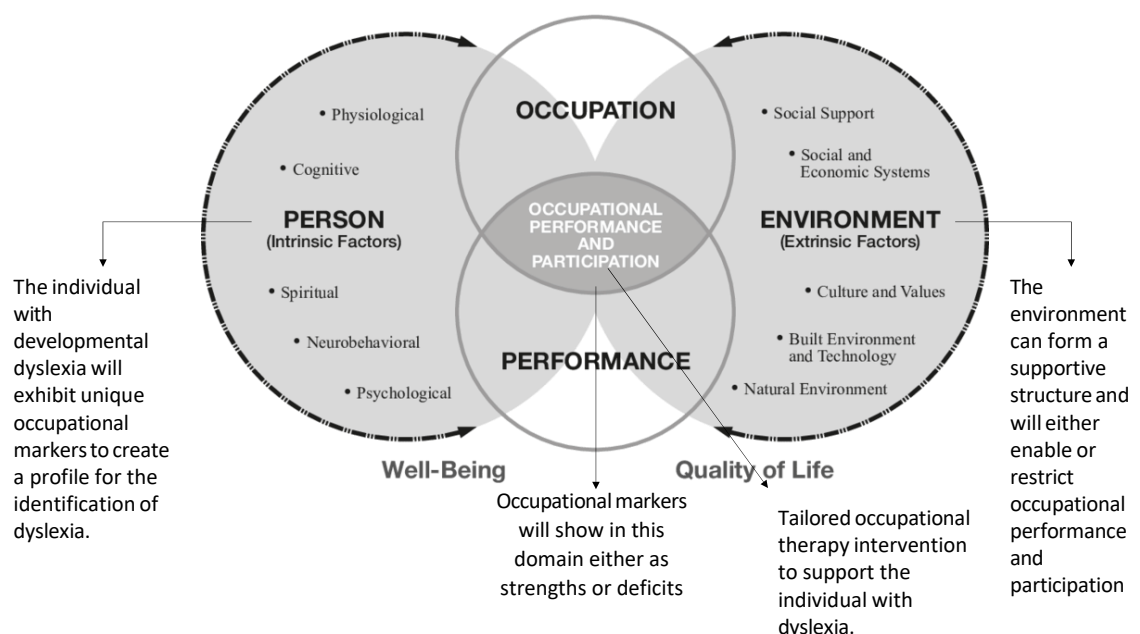 OCCUPATION
• Physiological
• Cognitive
PERSON
(Intrinsic Factors)
• Spiritual
• Neurobehavioral
• Psychological
OCCUPATIONAL
PERFORMANCE
AND
PARTICIPATION
PERFORMANCE
• Social Support
• Social and
Economic Systems
ENVIRONMENT
(Extrinsic Factors)
• Culture and Values
• Built Environment
and Technology
• Natural Environment
Well-Being
Quality of Life
The individual
with
developmental
dyslexia will
exhibit unique
occupational
markers to create
a profile for the
identification of
dyslexia.
Occupational markers
will show in this
domain either as
strengths or deficits
Tailored occupational
therapy intervention
to support the
individual with
dyslexia.
The
environment
can form a
supportive
structure and
will either
enable or
restrict
occupational
performance
and
participation